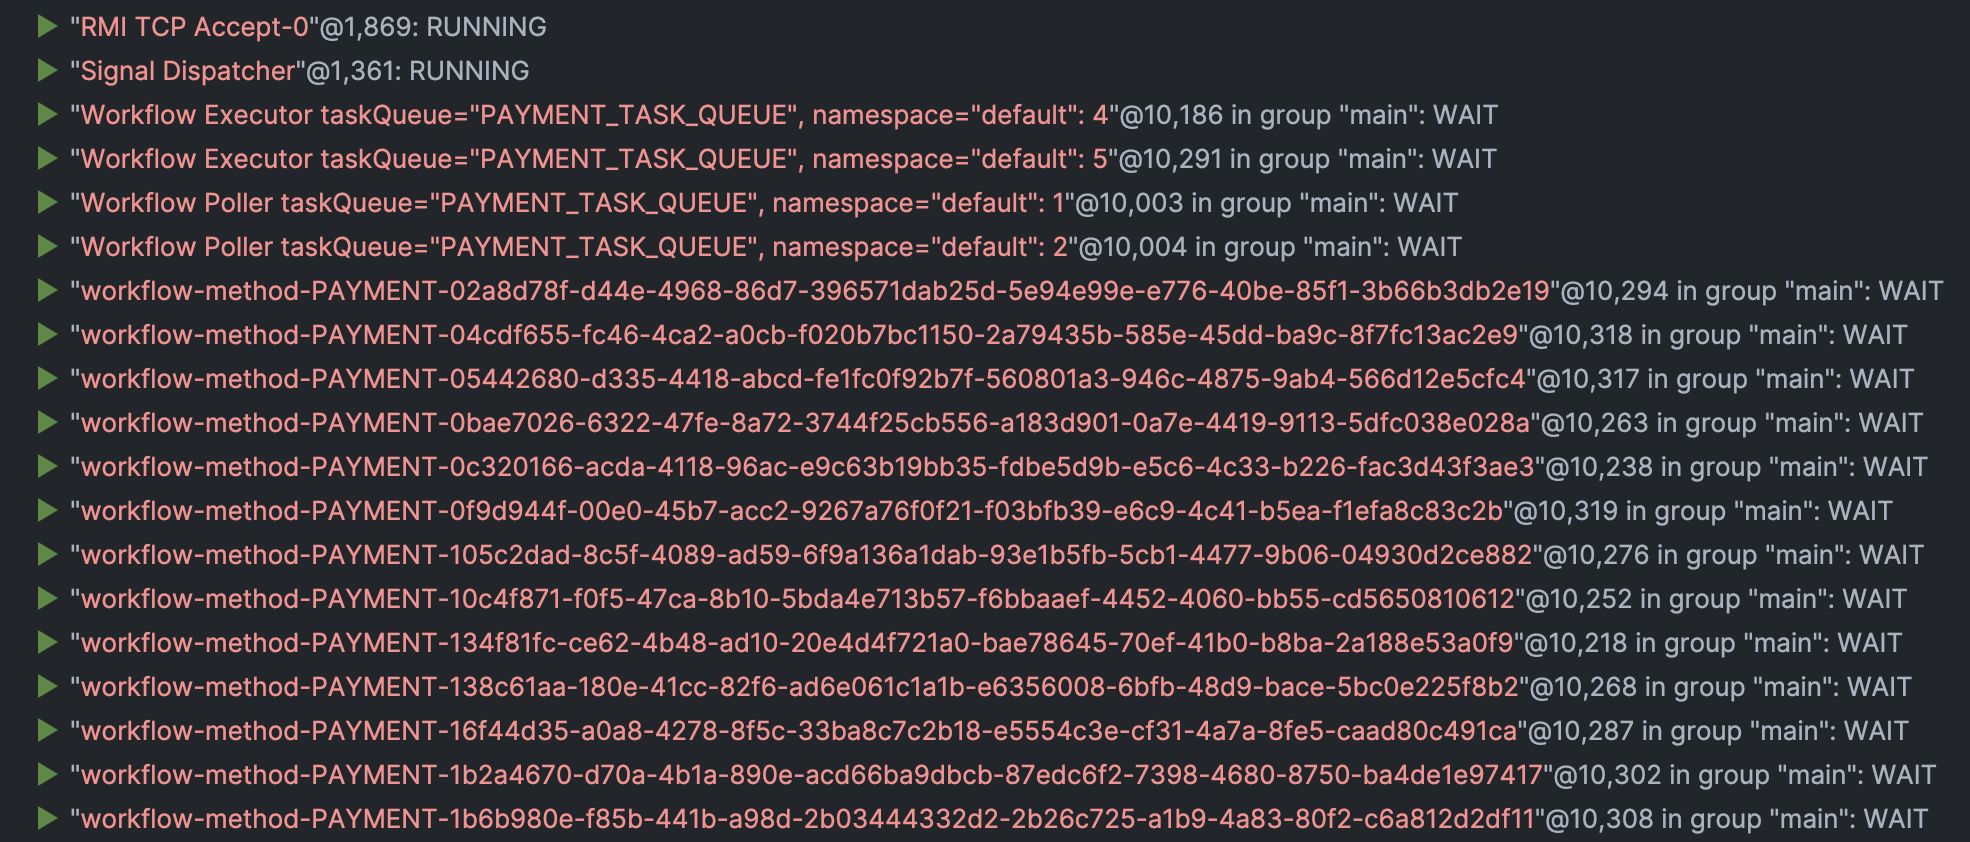 "RMI TCP Accept-0"@1,869: RUNNING
"Signal Dispatcher"@1,361: RUNNING
"Workflow Executor taskQueue="PAYMENT_TASK_QUEUE", namespace="default": 4"@10,186 in group "main": WAIT
"Workflow Executor taskQueue="PAYMENT_TASK_QUEUE", namespace="default": 5"@10,291 in group "main": WAIT
"Workflow Poller taskQueue="PAYMENT_TASK_QUEUE", namespace="default": 1"@10,003 in group "main": WAIT
"Workflow Poller taskQueue="PAYMENT_TASK_QUEUE", namespace="default": 2"@10,004 in group "main": WAIT
"workflow-method-PAYMENT-02a8d78f-d44e-4968-86d7-396571dab25d-5e94e99e-e776-40be-85f1-3b66b3db2e19"@10,294 in group "main": WAIT
"workflow-method-PAYMENT-04cdf655-fc46-4ca2-a0cb-f020b7bc1150-2a79435b-585e-45dd-ba9c-8f7fc13ac2e9"@10,318 in group "main": WAIT
"workflow-method-PAYMENT-05442680-d335-4418-abcd-fe1fc0f92b7f-560801a3-946c-4875-9ab4-566d12e5cfc4"@10,317 in group "main": WAIT
"workflow-method-PAYMENT-0bae7026-6322-47fe-8a72-3744f25cb556-a183d901-0a7e-4419-9113-5dfc038e028a"@10,263 in group "main": WAIT
"workflow-method-PAYMENT-0c320166-acda-4118-96ac-e9c63b19bb35-fdbe5d9b-e5c6-4c33-b226-fac3d43f3ae3"@10,238 in group "main": WAIT
"workflow-method-PAYMENT-0f9d944f-00e0-45b7-acc2-9267a76f0f21-f03bfb39-e6c9-4c41-b5ea-f1efa8c83c2b"@10,319 in group "main": WAIT
"workflow-method-PAYMENT-105c2dad-8c5f-4089-ad59-6f9a136a1dab-93e1b5fb-5cb1-4477-9b06-04930d2ce882"@10,276 in group "main": WAIT
"workflow-method-PAYMENT-10c4f871-f0f5-47ca-8b10-5bda4e713b57-f6bbaaef-4452-4060-bb55-cd5650810612"@10,252 in group "main": WAIT
"workflow-method-PAYMENT-134f81fc-ce62-4b48-ad10-20e4d4f721a0-bae78645-70ef-41b0-b8ba-2a188e53a0f9"@10,218 in group "main": WAIT
"workflow-method-PAYMENT-138c61aa-180e-41cc-82f6-ad6e061c1a1b-e6356008-6bfb-48d9-bace-5bc0e225f8b2"@10,268 in group "main": WAIT
"workflow-method-PAYMENT-16f44d35-a0a8-4278-8f5c-33ba8c7c2b18-e5554c3e-cf31-4a7a-8fe5-caad80c491ca"@10,287 in group "main": WAIT
"workflow-method-PAYMENT-1b2a4670-d70a-4b1a-890e-acd66ba9dbcb-87edc6f2-7398-4680-8750-ba4de1e97417"@10,302 in group "main": WAIT
"workflow-method-PAYMENT-1b6b980e-f85b-441b-a98d-2b03444332d2-2b26c725-a1b9-4a83-80f2-c6a812d2df11"@10,308 in group "main": WAIT